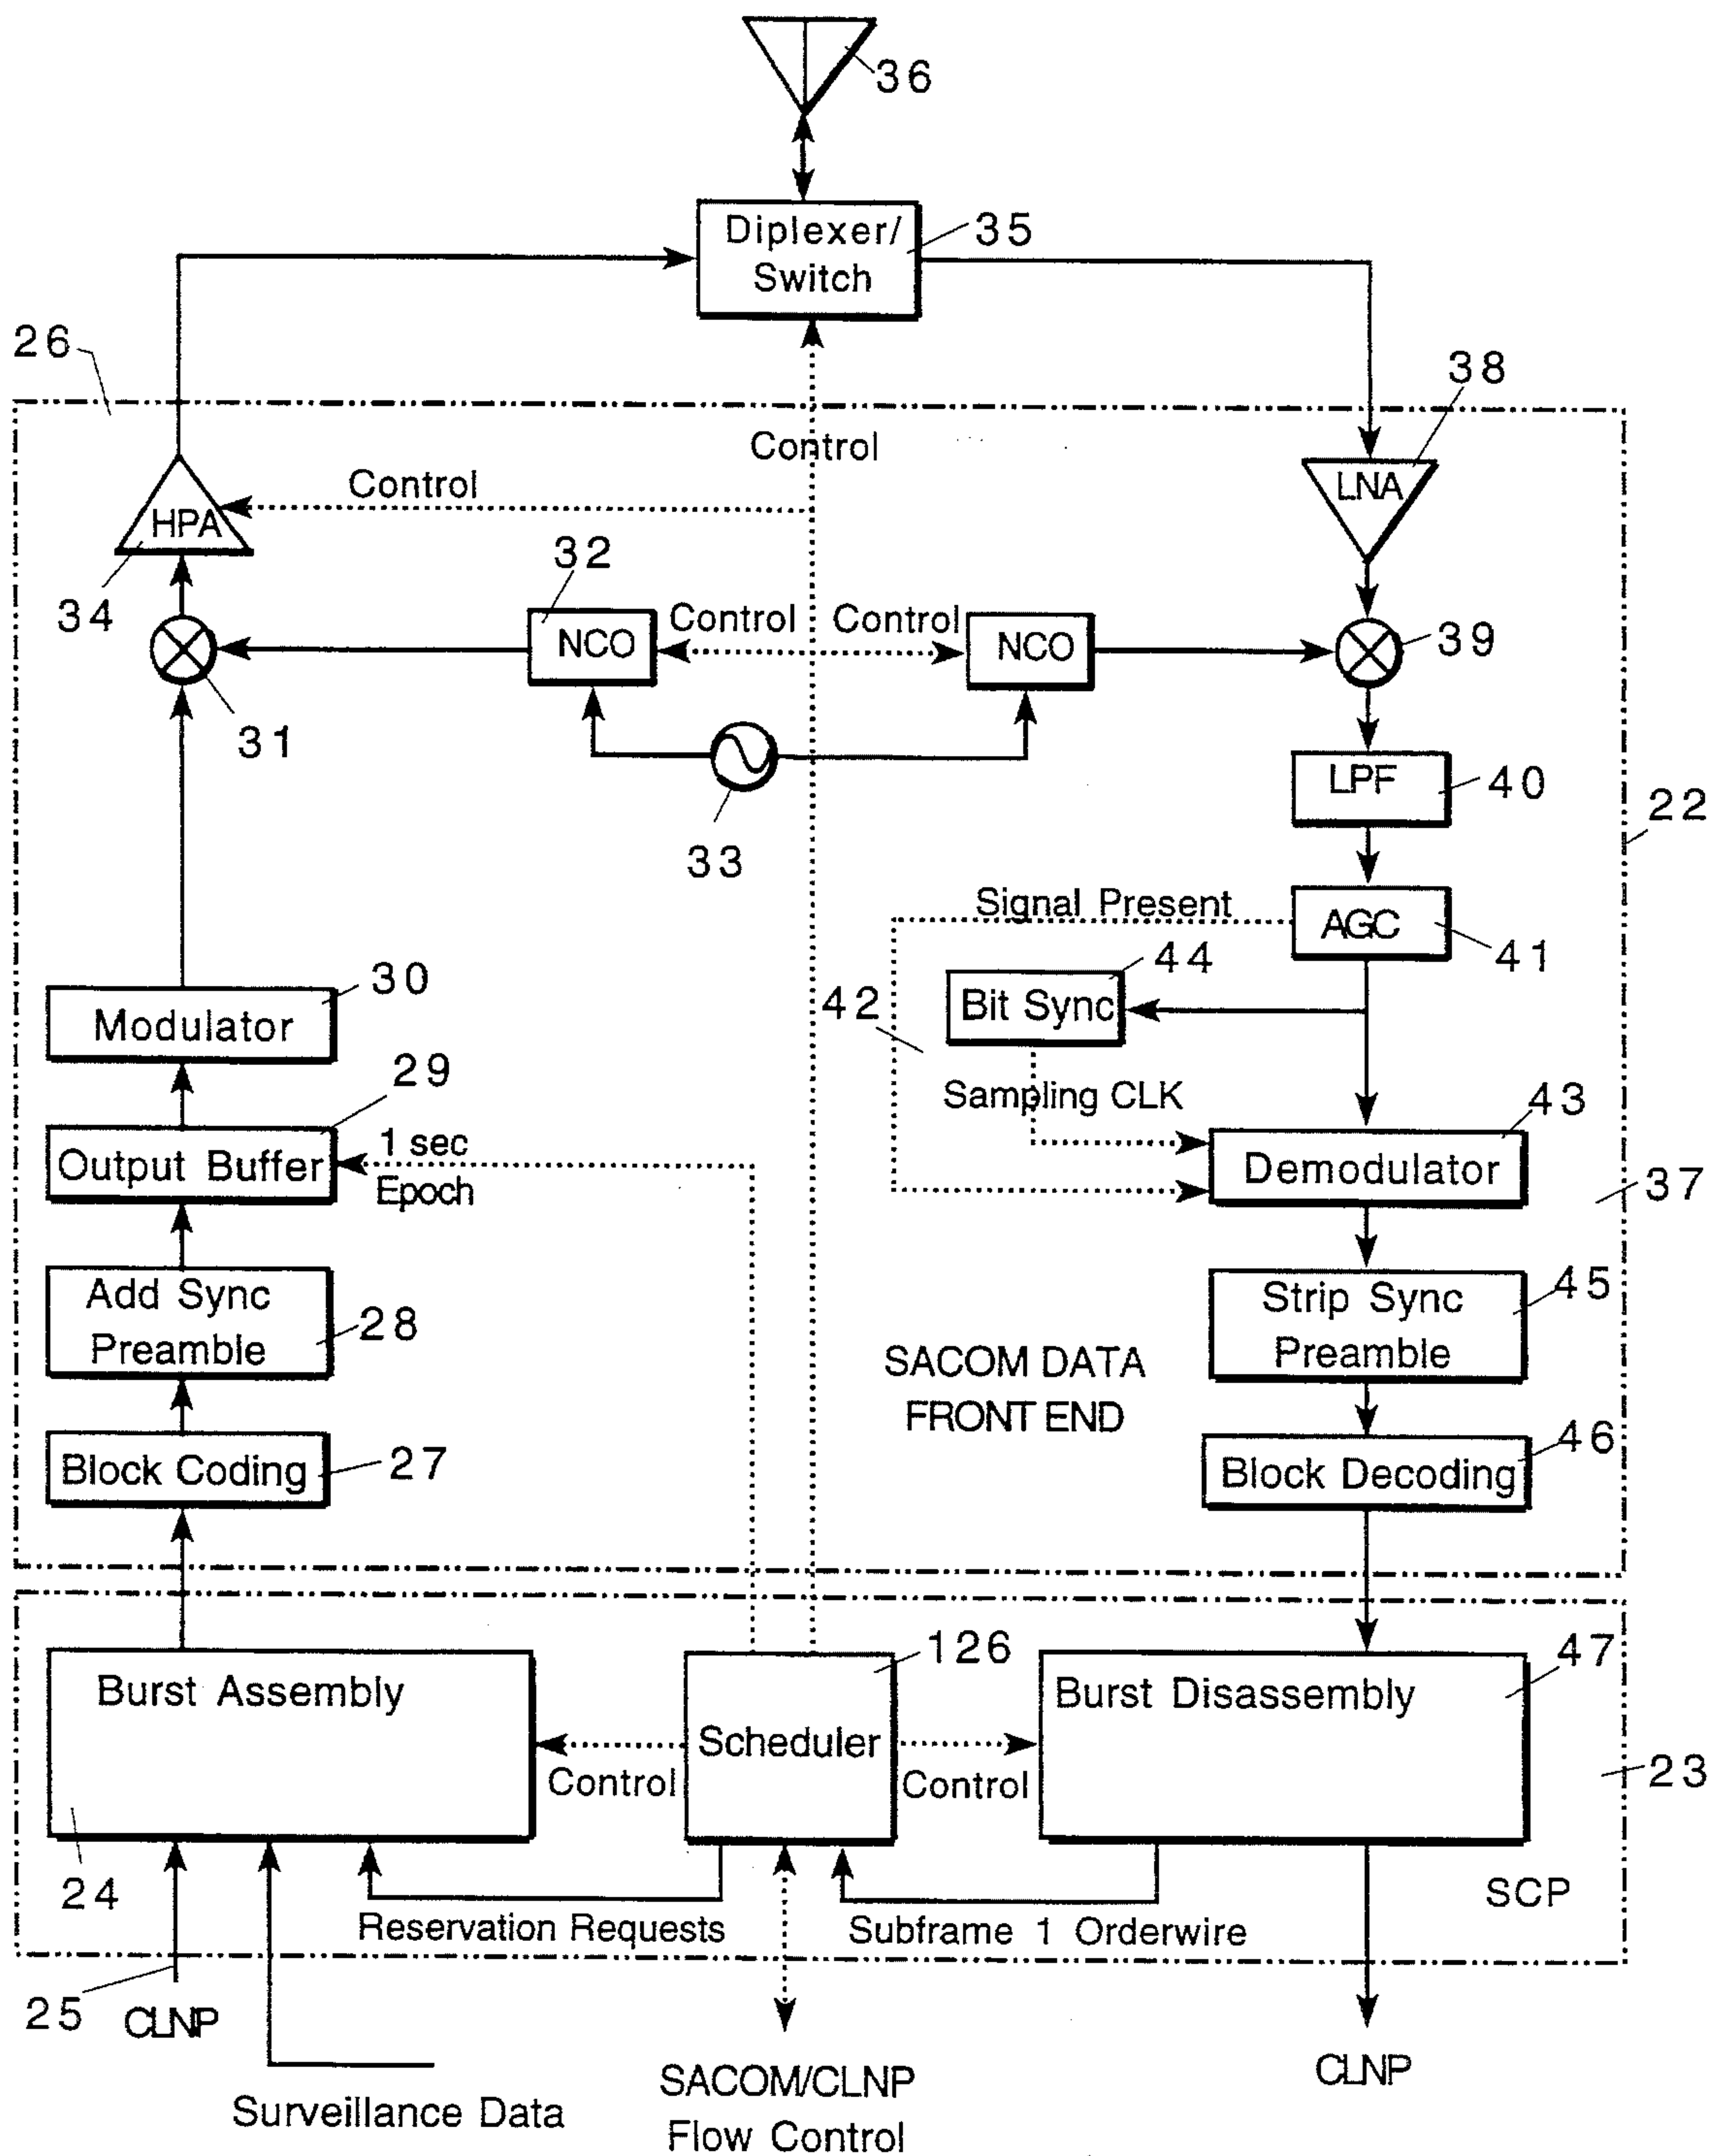 36
Diplexer/
Switch
35
26
38
Control
LNA
Control
HPA
32
34
NCO
Control
Control
NCO
39
31
33
LPF
40
22
Signal Present
AGC
41
44
42
Bit Sync
30
Modulator
29
Sampling CLK
43
Output Buffer
1 sec
Epoch
Demodulator
37
Add Sync
Preamble
28
Strip Sync
Preamble
45
SACOM DATA
FRONT END
Block Coding
27
46
Block Decoding
126
47
Burst Assembly
Burst Disassembly
Scheduler
Control
Control
23
24
SCP
Reservation Requests
Subframe 1 Orderwire
25
CLNP
CLNP
Surveillance Data
SACOM/CLNP
Flow Control